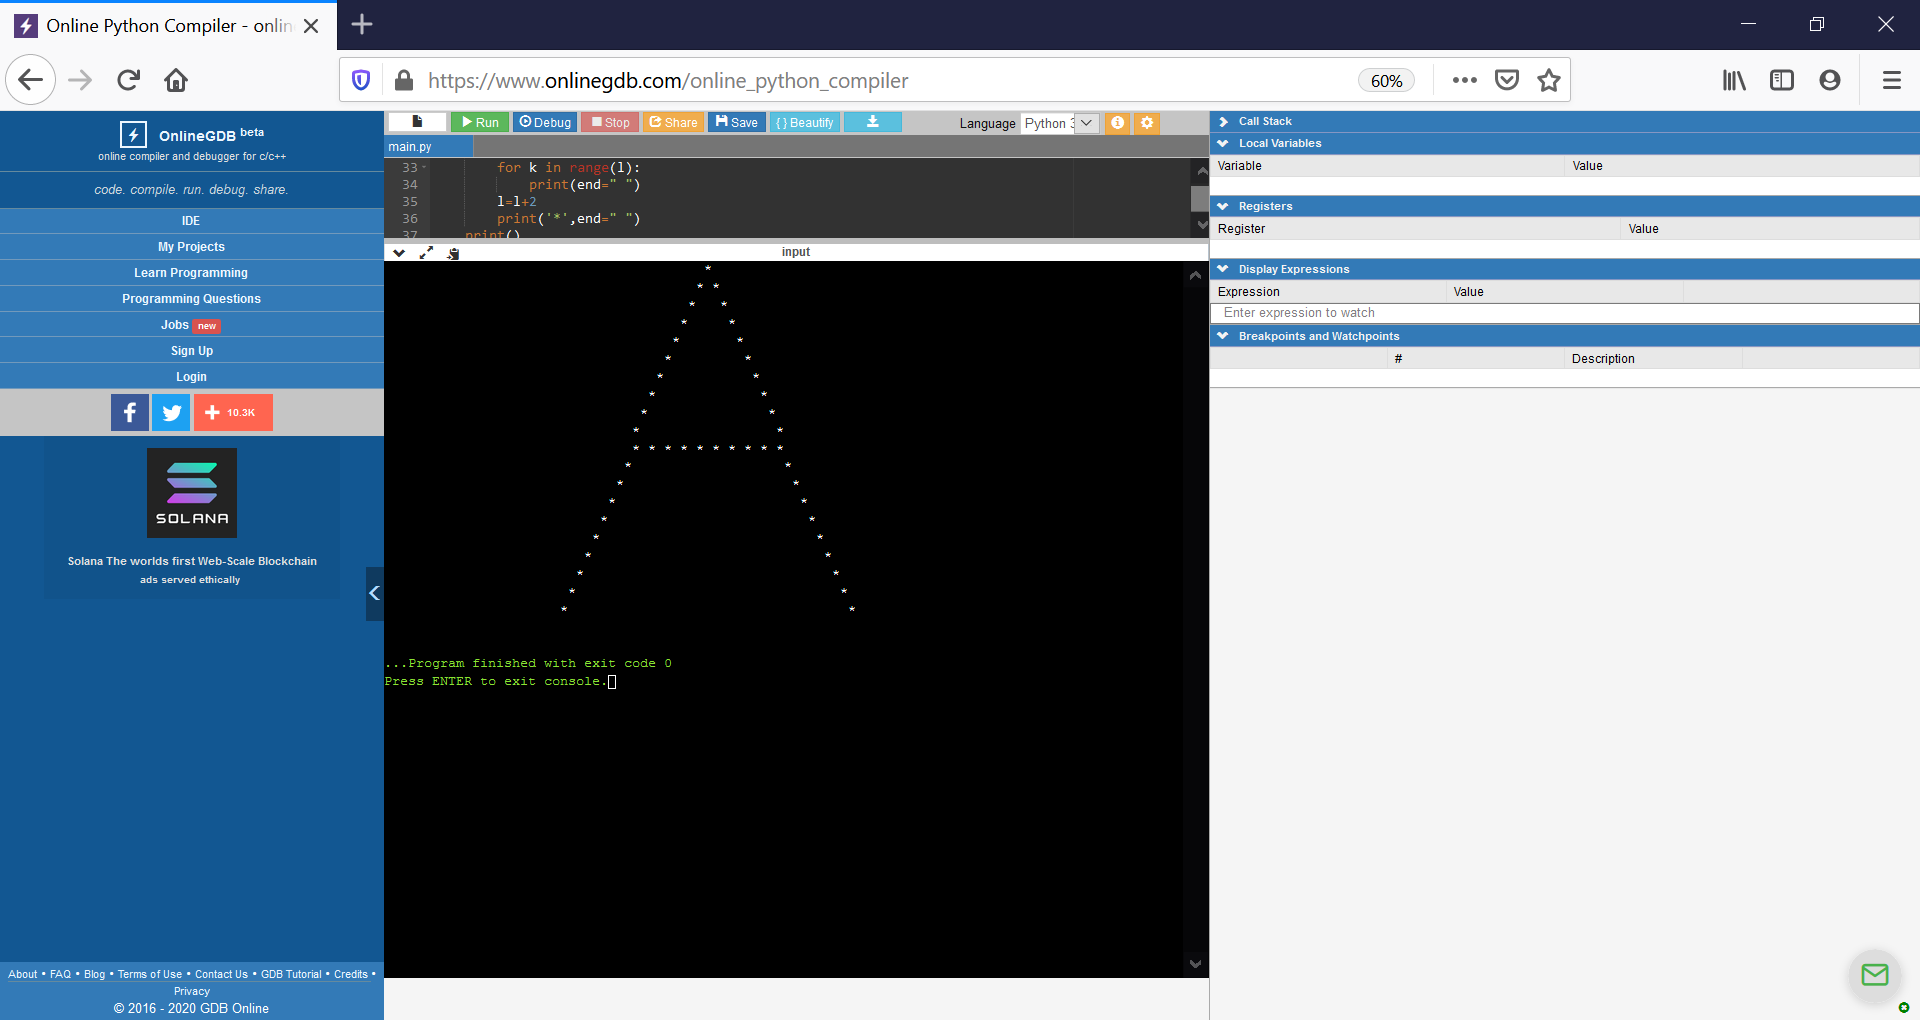 Online Python Compiler - onlin
https://www.onlinegdb.com/online_python_compiler
60%
OnlineGDB beta
online compiler and debugger for c/c++
code. compile. run. debug. share.
IDE
My Projects
Learn Programming
Programming Questions
Jobs new
Sign Up
Login
10.3K
SOLANA
Solana The worlds first Web-Scale Blockchain
ads served ethically
About • FAQ • Blog • Terms of Use • Contact Us • GDB Tutorial • Credits •
Privacy
© 2016 - 2020 GDB Online
Run Debug Stop Share Save { } Beautify
Language Python 3
main.py
33 for k in range(l):
34 print(end=" ")
35 l=l+2
36 print('*',end=" ")
37 print()
input
*
* *
* *
* *
* *
* *
* *
* *
* *
* *
* * * * * * * * * *
* *
* *
* *
* *
* *
* *
* *
* *
* *
...Program finished with exit code 0
Press ENTER to exit console.
Call Stack
Local Variables
Variable Value
Registers
Register Value
Display Expressions
Expression Value
Enter expression to watch
Breakpoints and Watchpoints
# Description